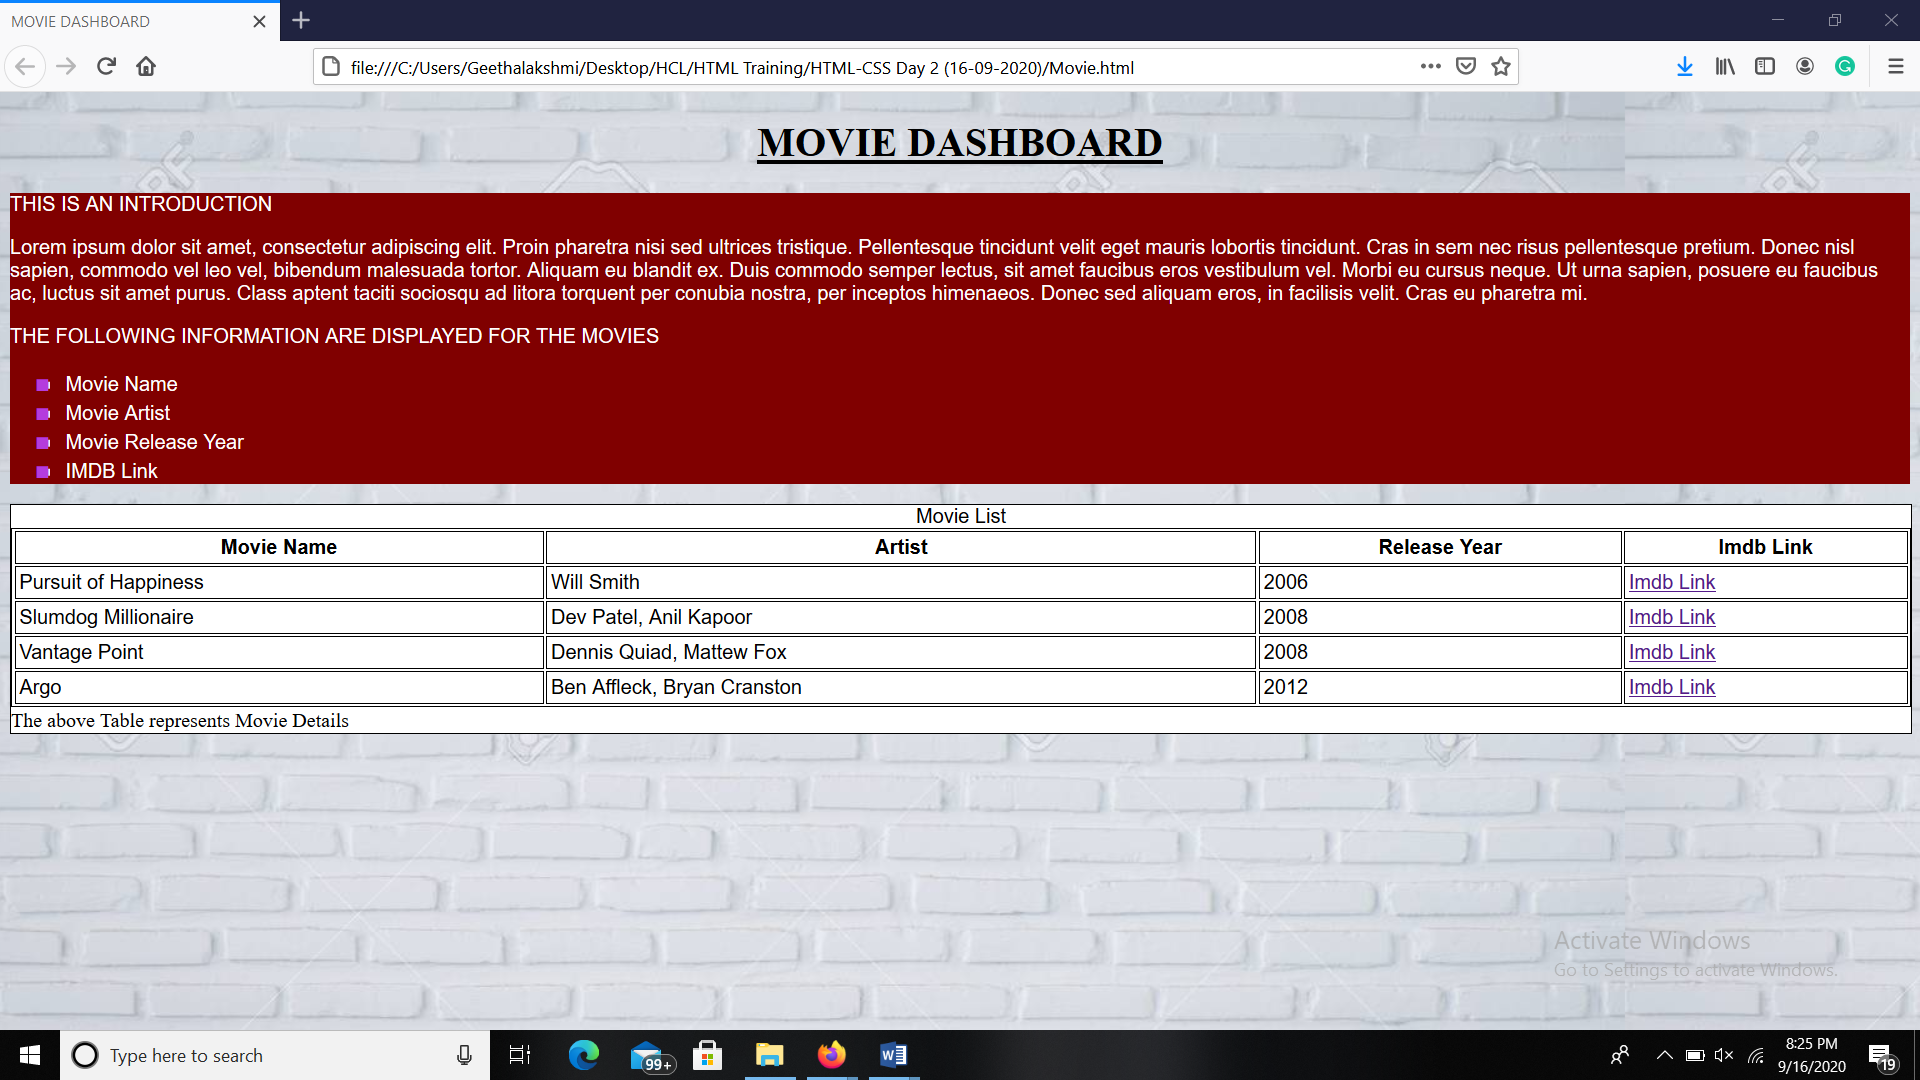 MOVIE DASHBOARD
file:///C:/Users/Geethalakshmi/Desktop/HCL/HTML Training/HTML-CSS Day 2 (16-09-2020)/Movie.html
MOVIE DASHBOARD
THIS IS AN INTRODUCTION
Lorem ipsum dolor sit amet, consectetur adipiscing elit. Proin pharetra nisi sed ultrices tristique. Pellentesque tincidunt velit eget mauris lobortis tincidunt. Cras in sem nec risus pellentesque pretium. Donec nisl
sapien, commodo vel leo vel, bibendum malesuada tortor. Aliquam eu blandit ex. Duis commodo semper lectus, sit amet faucibus eros vestibulum vel. Morbi eu cursus neque. Ut urna sapien, posuere eu faucibus
ac, luctus sit amet purus. Class aptent taciti sociosqu ad litora torquent per conubia nostra, per inceptos himenaeos. Donec sed aliquam eros, in facilisis velit. Cras eu pharetra mi.
THE FOLLOWING INFORMATION ARE DISPLAYED FOR THE MOVIES
Movie Name
Movie Artist
Movie Release Year
IMDB Link
Movie List
Movie Name Artist Release Year Imdb Link
Pursuit of Happiness Will Smith 2006 Imdb Link
Slumdog Millionaire Dev Patel, Anil Kapoor 2008 Imdb Link
Vantage Point Dennis Quiad, Mattew Fox 2008 Imdb Link
Argo Ben Affleck, Bryan Cranston 2012 Imdb Link
The above Table represents Movie Details
Activate Windows
Go to Settings to activate Windows.
Type here to search
99+
W
8:25 PM
9/16/2020
19